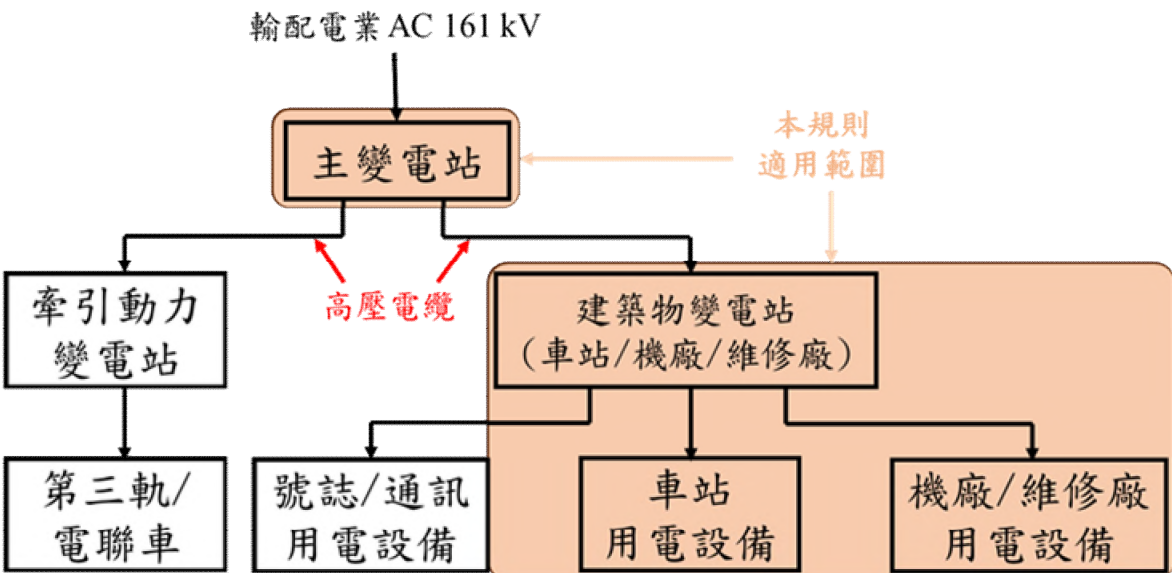 輸配電業 AC 161 kV
主變電站
本規則
適用範圍
高壓電纜
牽引動力
變電站
建築物變電站
（車站/機廠/維修廠）
第三軌/
電聯車
號誌/通訊
用電設備
車站
用電設備
機廠/維修廠
用電設備